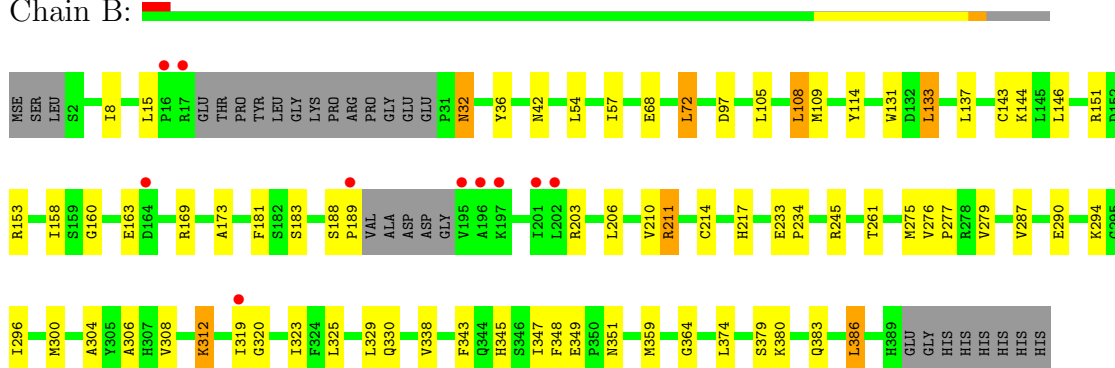 Chain B:
MSE SER LEU S2 I8 L15 P16 R17 GLU THR PRO TYR LEU GLY LYS PRO ARG PRO GLY GLU GLU P31 N32 Y36 N42 L54 I57 E68 L72 D97 L105 L108 M109 Y114 W131 D132 L133 L137 C143 K144 L145 L146 R151
R153 I158 S159 G160 E163 D164 R169 A173 F181 S182 S183 S188 P189 VAL ALA ASP ASP GLY V195 A196 K197 I201 L202 R203 L206 V210 R211 C214 H217 E233 P234 R245 T261 M275 V276 P277 R278 V279 V287 E290 K294
I296 M300 A304 Y305 A306 H307 V308 K312 I319 G320 I323 F324 L325 L329 Q330 V338 F343 Q344 H345 S346 I347 F348 E349 P350 N351 M359 G364 L374 S379 K380 Q383 L386 H389 GLU GLY HIS HIS HIS HIS HIS HIS